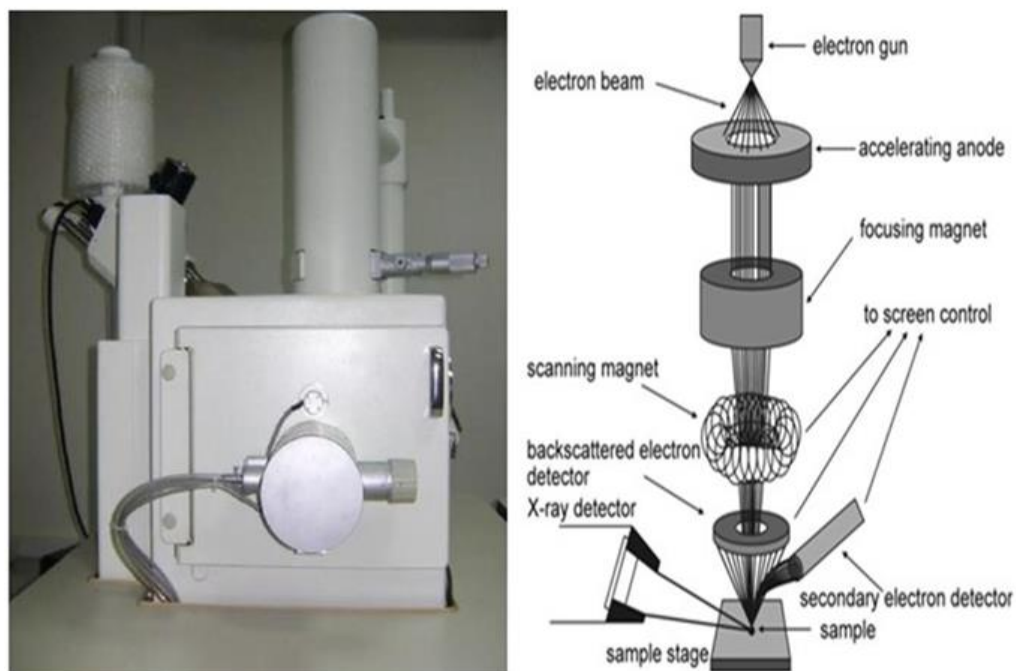 electron gun
electron beam
accelerating anode
focusing magnet
to screen control
scanning magnet
backscattered electron
detector
X-ray detector
secondary electron detector
sample
sample stage